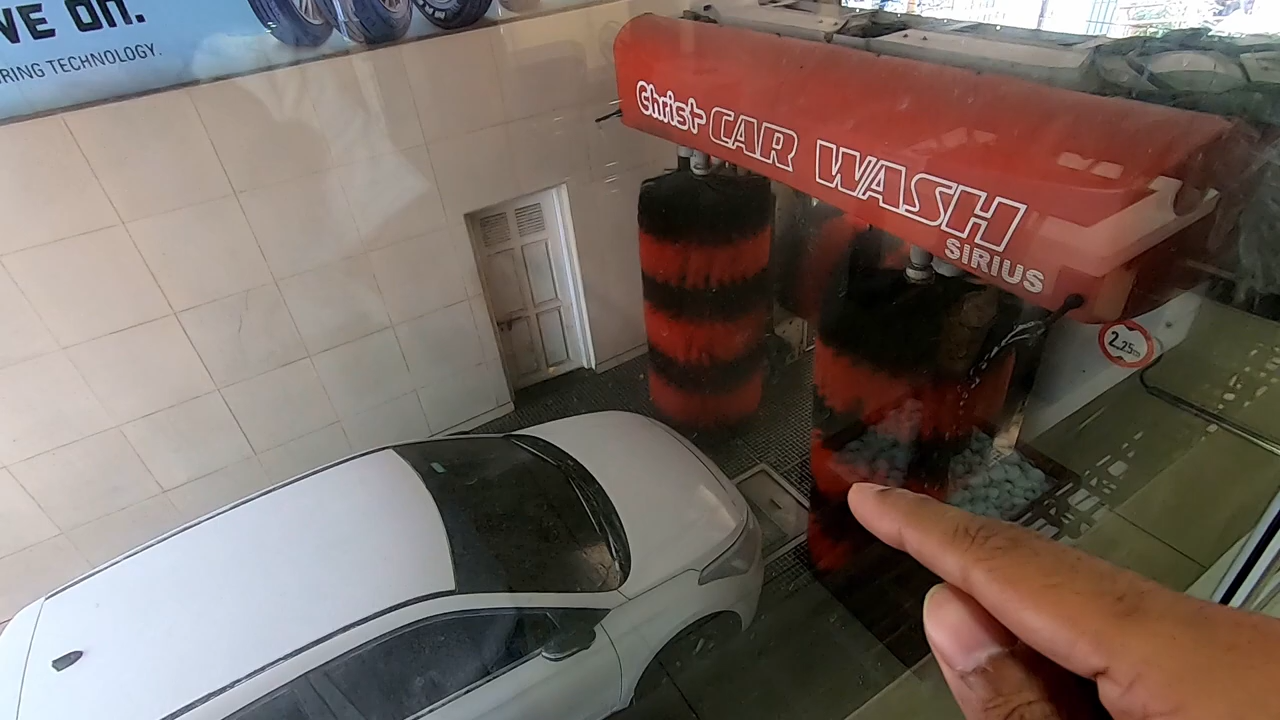 VE ON.
RING TECHNOLOGY.
Christ CAR WASH
SIRIUS
2.25m